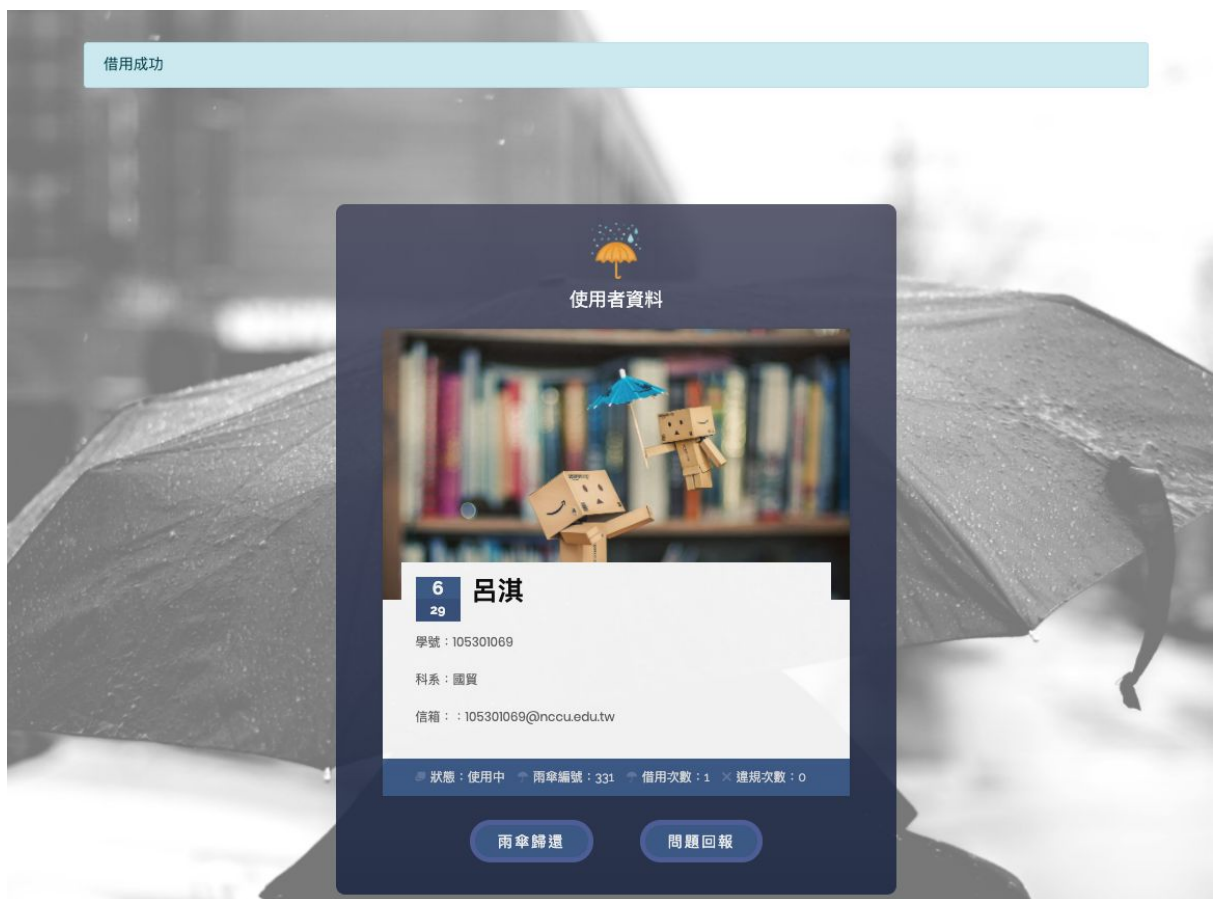 借用成功
使用者資料
6
29
呂淇
學號：105301069
科系：國貿
信箱：：105301069@nccu.edu.tw
狀態：使用中 雨傘編號：331 借用次數：1 違規次數：0
雨傘歸還 問題回報